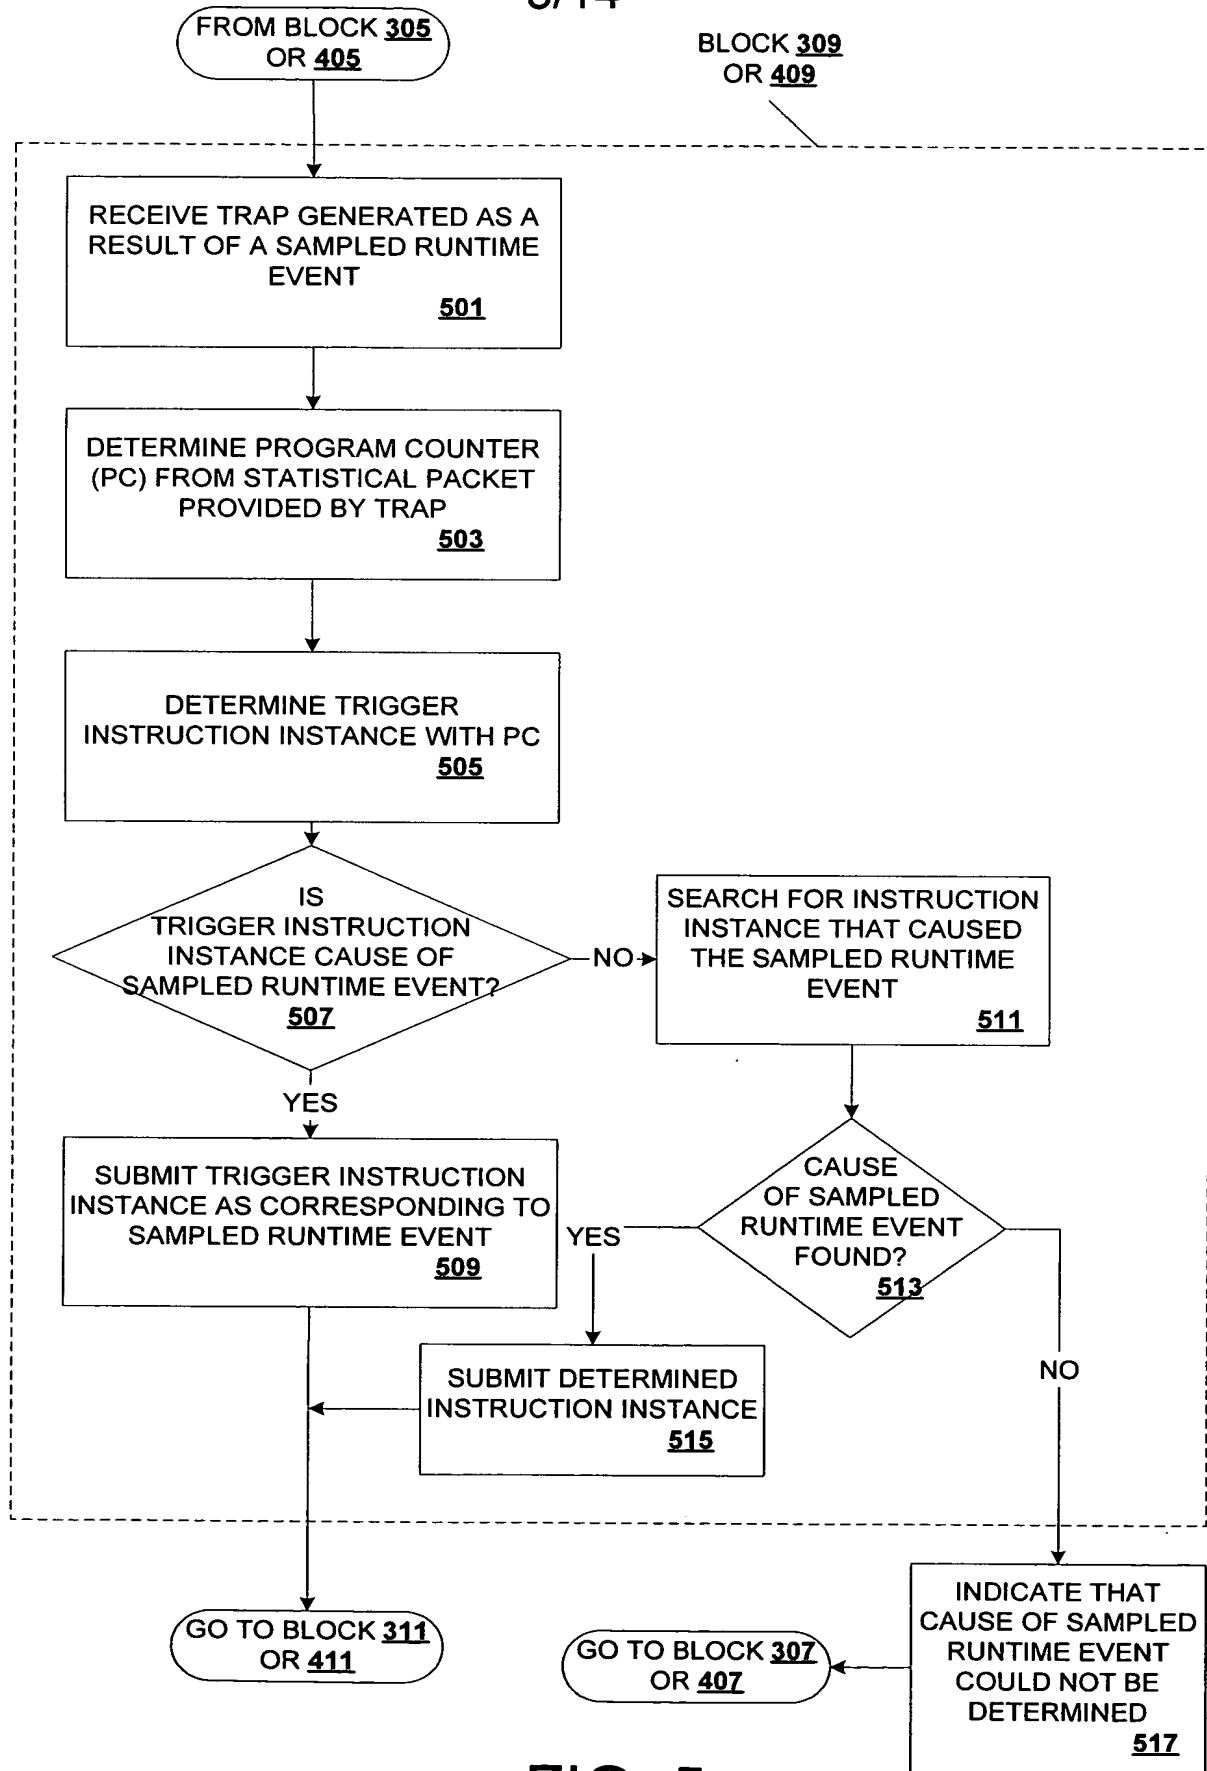 5/14
FROM BLOCK 305
OR 405
BLOCK 309
OR 409
RECEIVE TRAP GENERATED AS A
RESULT OF A SAMPLED RUNTIME
EVENT
501
DETERMINE PROGRAM COUNTER
(PC) FROM STATISTICAL PACKET
PROVIDED BY TRAP
503
DETERMINE TRIGGER
INSTRUCTION INSTANCE WITH PC
505
IS
TRIGGER INSTRUCTION
INSTANCE CAUSE OF
SAMPLED RUNTIME EVENT?
507
NO
SEARCH FOR INSTRUCTION
INSTANCE THAT CAUSED
THE SAMPLED RUNTIME
EVENT
511
YES
SUBMIT TRIGGER INSTRUCTION
INSTANCE AS CORRESPONDING TO
SAMPLED RUNTIME EVENT
509
CAUSE
OF SAMPLED
RUNTIME EVENT
FOUND?
513
YES
NO
SUBMIT DETERMINED
INSTRUCTION INSTANCE
515
GO TO BLOCK 311
OR 411
GO TO BLOCK 307
OR 407
INDICATE THAT
CAUSE OF SAMPLED
RUNTIME EVENT
COULD NOT BE
DETERMINED
517
FIG. 5